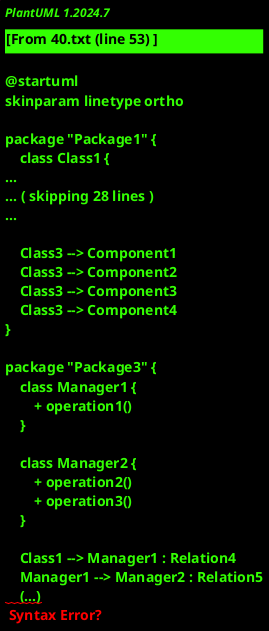 PlantUML 1.2024.7
[From 40.txt (line 53) ]
@startuml
skinparam linetype ortho
package "Package1" {
class Class1 {
...
... ( skipping 28 lines )
...
Class3 --> Component1
Class3 --> Component2
Class3 --> Component3
Class3 --> Component4
}
package "Package3" {
class Manager1 {
+ operation1()
}
class Manager2 {
+ operation2()
+ operation3()
}
Class1 --> Manager1 : Relation4
Manager1 --> Manager2 : Relation5
(...)
Syntax Error?